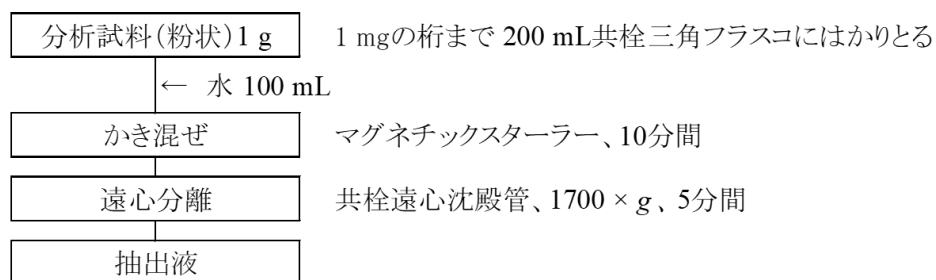 分析試料(粉状)1 g 1 mgの桁まで 200 mL共栓三角フラスコにはかりとる
← 水 100 mL
かき混ぜ マグネチックスターラー、10分間
遠心分離 共栓遠心沈殿管、1700 × g 、5分間
抽出液